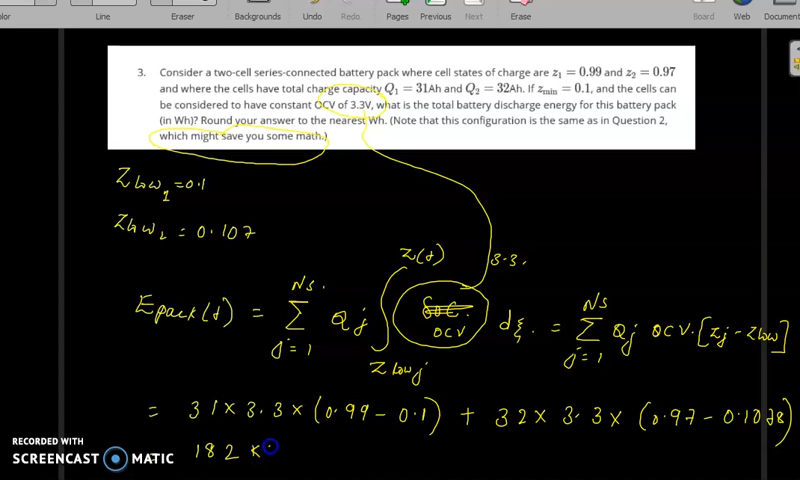 olor
Line Width
Eraser
Backgrounds
Undo
Redo
Pages
Previous
Next
Erase
Board
Web
Document
3. Consider a two-cell series-connected battery pack where cell states of charge are z₁ = 0.99 and z₂ = 0.97
and where the cells have total charge capacity Q₁ = 31Ah and Q₂ = 32Ah. If z_min = 0.1, and the cells can
be considered to have constant OCV of 3.3V, what is the total battery discharge energy for this battery pack
(in Wh)? Round your answer to the nearest Wh. (Note that this configuration is the same as in Question 2,
which might save you some math.)
Zlow₁ = 0.1
Zlow₂ = 0.107
Z(t) 3.3.
Epack(t) = Σ_{j=1}^{Ns} Qj ∫_{Zlowj} OCV dξ. = Σ_{j=1}^{Ns} Qj OCV·[Zj - Zlow]
= 31 × 3.3 × (0.99 - 0.1) + 32 × 3.3 × (0.97 - 0.1078)
182
RECORDED WITH
SCREENCAST MATIC